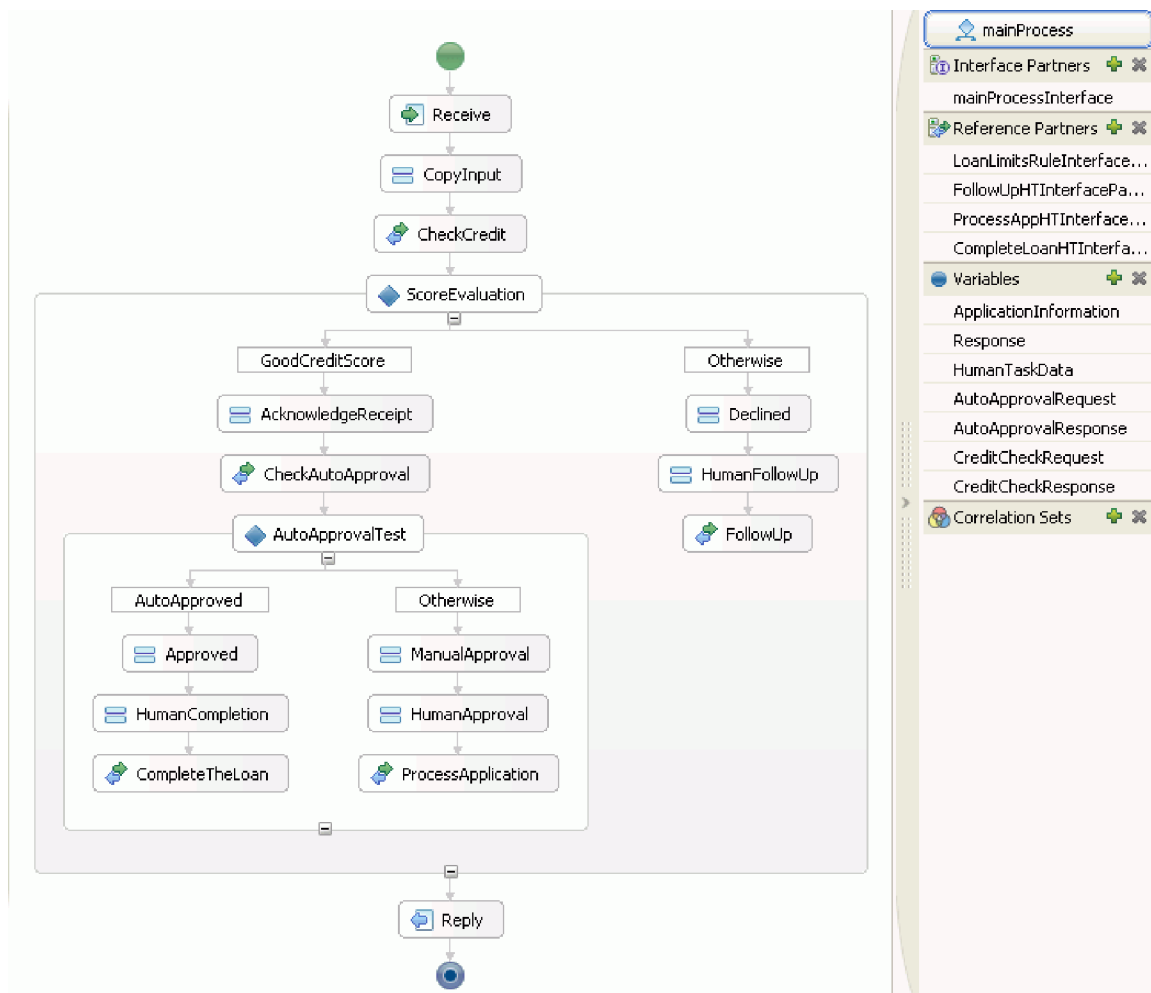 Receive
CopyInput
CheckCredit
ScoreEvaluation
GoodCreditScore
Otherwise
AcknowledgeReceipt
Declined
CheckAutoApproval
HumanFollowUp
AutoApprovalTest
FollowUp
AutoApproved
Otherwise
Approved
ManualApproval
HumanCompletion
HumanApproval
CompleteTheLoan
ProcessApplication
Reply
mainProcess
Interface Partners
mainProcessInterface
Reference Partners
LoanLimitsRuleInterface...
FollowUpHTInterfacePa...
ProcessAppHTInterface...
CompleteLoanHTInterfa...
Variables
ApplicationInformation
Response
HumanTaskData
AutoApprovalRequest
AutoApprovalResponse
CreditCheckRequest
CreditCheckResponse
Correlation Sets